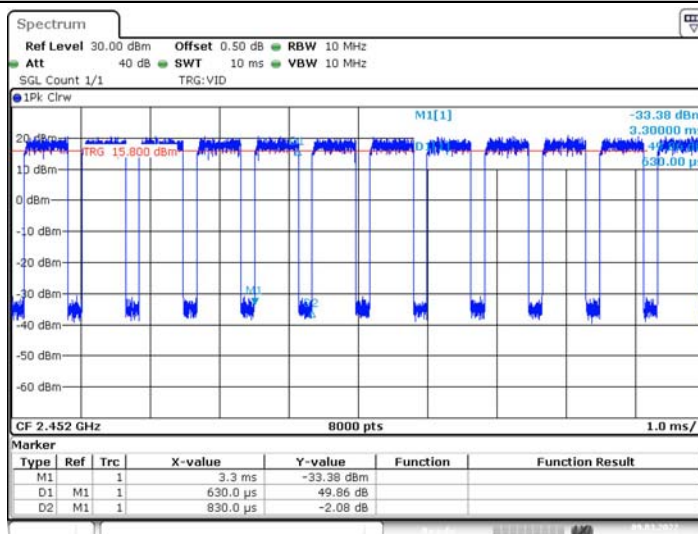 Spectrum
Ref Level 30.00 dBm Offset 0.50 dB RBW 10 MHz
Att 40 dB SWT 10 ms VBW 10 MHz
SGL Count 1/1 TRG:VID
1Pk Clrw
M1[1] -33.38 dBm
20 dBm 3.30000 ms
TRG 15.800 dBm
10 dBm 630.00 µs
0 dBm
-10 dBm
-20 dBm
-30 dBm M1
D2
-40 dBm
-50 dBm
-60 dBm
CF 2.452 GHz 8000 pts 1.0 ms/
Marker
Type Ref Trc X-value Y-value Function Function Result
M1 1 3.3 ms -33.38 dBm
D1 M1 1 630.0 µs 49.86 dB
D2 M1 1 830.0 µs -2.08 dB